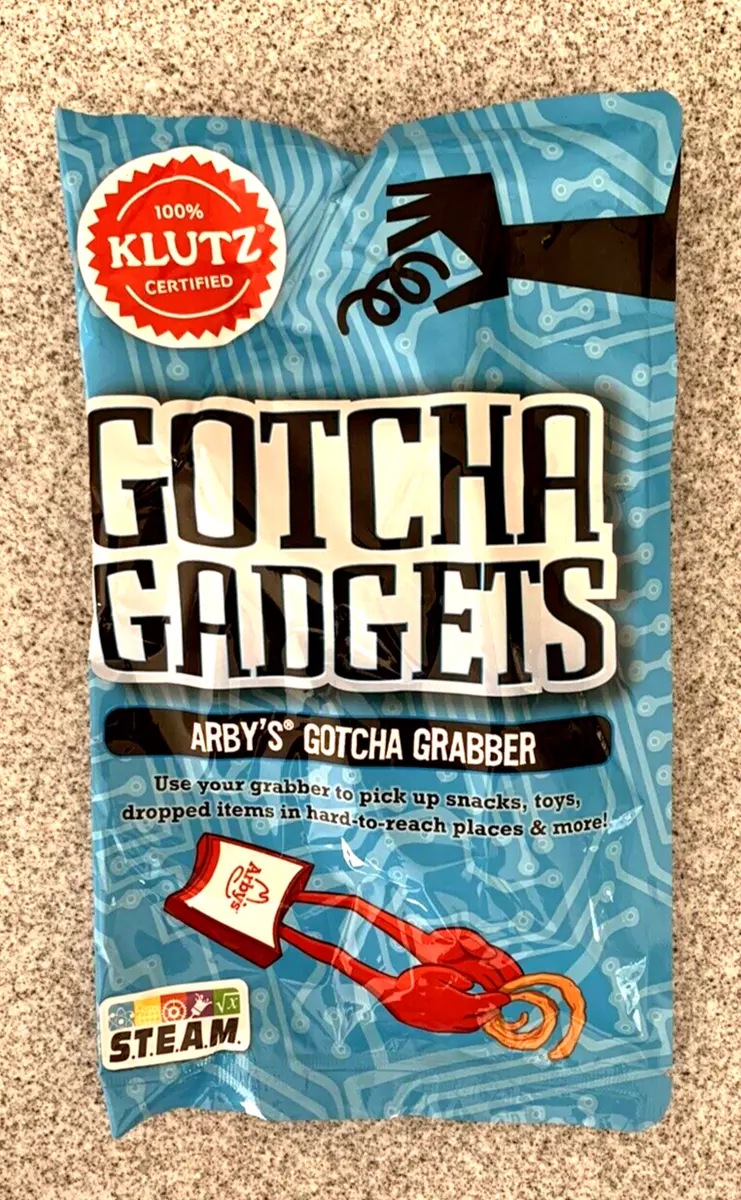 100%
KLUTZ®
CERTIFIED
GOTCHA
GADGETS
ARBY'S® GOTCHA GRABBER
Use your grabber to pick up snacks, toys,
dropped items in hard-to-reach places & more!
Arby's
√x
S.T.E.A.M.